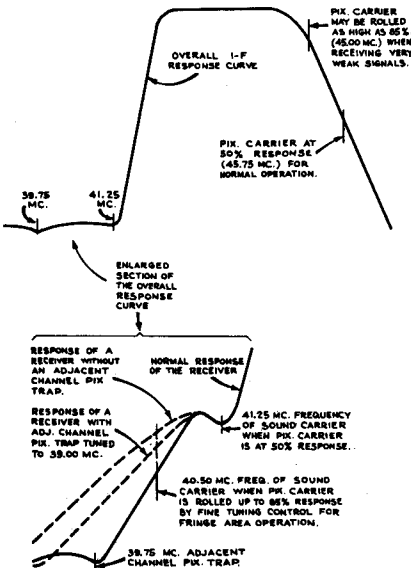 PIX. CARRIER
MAY BE ROLLED
AS HIGH AS 85%
(45.00 MC.) WHEN
RECEIVING VERY
WEAK SIGNALS.
OVERALL I-F
RESPONSE CURVE
PIX. CARRIER AT
50% RESPONSE
(45.75 MC.) FOR
NORMAL OPERATION.
39.75
MC.
41.25
MC.
ENLARGED
SECTION OF
THE OVERALL
RESPONSE
CURVE
RESPONSE OF A
RECEIVER WITHOUT
AN ADJACENT
CHANNEL PIX
TRAP.
NORMAL RESPONSE
OF THE RECEIVER
RESPONSE OF A
RECEIVER WITH
ADJ. CHANNEL
PIX. TRAP TUNED
TO 39.00 MC.
41.25 MC. FREQUENCY
OF SOUND CARRIER
WHEN PIX. CARRIER
IS AT 50% RESPONSE.
40.50 MC. FREQ. OF SOUND
CARRIER WHEN PIX. CARRIER
IS ROLLED UP TO 85% RESPONSE
BY FINE TUNING CONTROL FOR
FRINGE AREA OPERATION.
39.75 MC. ADJACENT
CHANNEL PIX. TRAP.